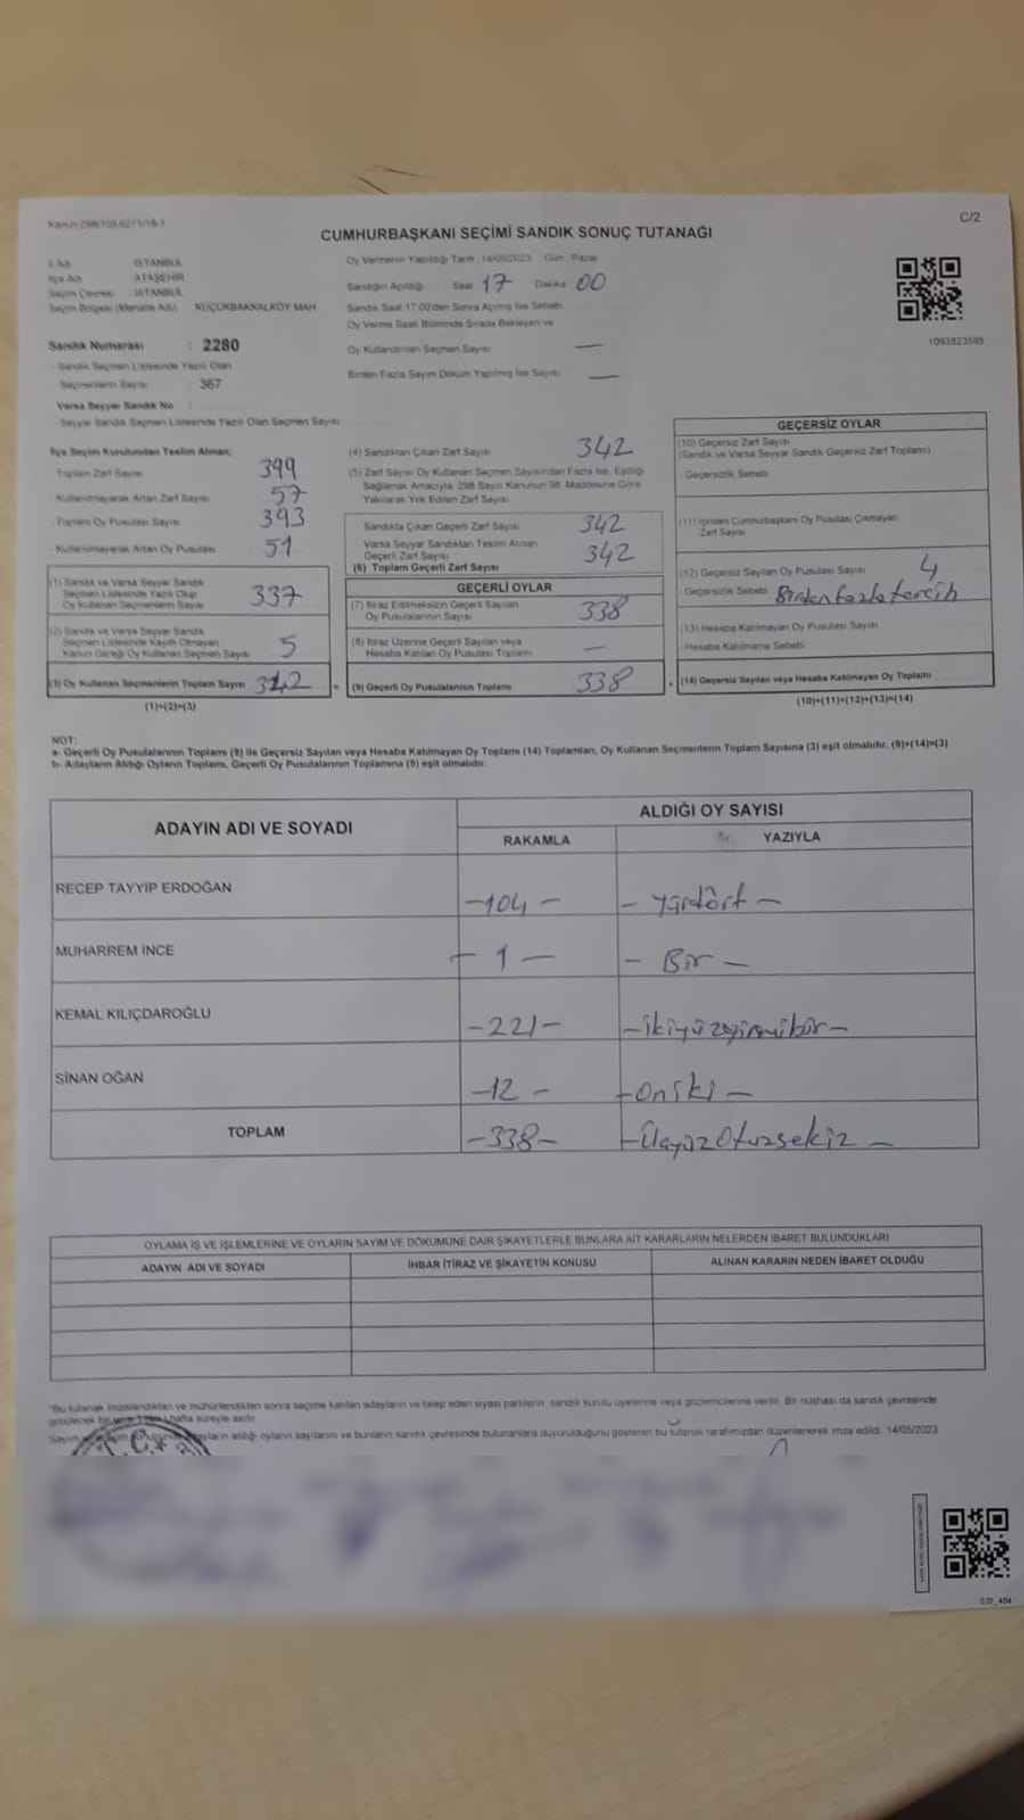 Kanun:298/105,6271/18-1
C/2
CUMHURBAŞKANI SEÇİMİ SANDIK SONUÇ TUTANAĞI
İl Adı : İSTANBUL
İlçe Adı : ATAŞEHİR
Seçim Çevresi : İSTANBUL
Seçim Bölgesi (Mahalle Adı) : KÜÇÜKBAKKALKÖY MAH.
Sandık Numarası : 2280
Sandık Seçmen Listesinde Yazılı Olan
Seçmenlerin Sayısı : 367
Varsa Seyyar Sandık No :
- Seyyar Sandık Seçmen Listesinde Yazılı Olan Seçmen Sayısı
Oy Vermenin Yapıldığı Tarih : 14/05/2023 Gün : Pazar
Sandığın Açıldığı Saat 17 Dakika 00
Sandık Saat 17:00'den Sonra Açılmış İse Sebebi
Oy Verme Saati Bitiminde Sırada Bekleyen ve
Oy Kullandırılan Seçmen Sayısı —
Birden Fazla Sayım Döküm Yapılmış İse Sayısı —
1093823599
İlçe Seçim Kurulundan Teslim Alınan;
Toplam Zarf Sayısı 399
Kullanılmayarak Artan Zarf Sayısı 57
Toplam Oy Pusulası Sayısı 393
Kullanılmayarak Artan Oy Pusulası 51
(1) Sandık ve Varsa Seyyar Sandık
Seçmen Listesinde Yazılı Olup
Oy Kullanan Seçmenlerin Sayısı 337
(2) Sandık ve Varsa Seyyar Sandık
Seçmen Listesinde Kayıtlı Olmayan
Kanun Gereği Oy Kullanan Seçmen Sayısı 5
(3) Oy Kullanan Seçmenlerin Toplam Sayısı 342
(1)+(2)=(3)
(4) Sandıktan Çıkan Zarf Sayısı 342
(5) Zarf Sayısı Oy Kullanan Seçmen Sayısından Fazla İse, Eşitliği
Sağlamak Amacıyla 298 Sayılı Kanunun 98. Maddesine Göre
Yakılarak Yok Edilen Zarf Sayısı
Sandıkta Çıkan Geçerli Zarf Sayısı 342
Varsa Seyyar Sandıktan Teslim Alınan
Geçerli Zarf Sayısı
(6) Toplam Geçerli Zarf Sayısı 342
GEÇERLİ OYLAR
(7) İtiraz Edilmeksizin Geçerli Sayılan
Oy Pusulalarının Sayısı 338
(8) İtiraz Üzerine Geçerli Sayılan veya
Hesaba Katılan Oy Pusulası Toplamı —
(9) Geçerli Oy Pusulalarının Toplamı 338
GEÇERSİZ OYLAR
(10) Geçersiz Zarf Sayısı
(Sandık ve Varsa Seyyar Sandık Geçersiz Zarf Toplamı)
Geçersizlik Sebebi
(11) İçinden Cumhurbaşkanı Oy Pusulası Çıkmayan
Zarf Sayısı
(12) Geçersiz Sayılan Oy Pusulası Sayısı 4
Geçersizlik Sebebi Birden fazla tercih
(13) Hesaba Katılmayan Oy Pusulası Sayısı
Hesaba Katılmama Sebebi
(14) Geçersiz Sayılan veya Hesaba Katılmayan Oy Toplamı
(10)+(11)+(12)+(13)=(14)
NOT:
a- Geçerli Oy Pusulalarının Toplamı (9) ile Geçersiz Sayılan veya Hesaba Katılmayan Oy Toplamı (14) Toplamları, Oy Kullanan Seçmenlerin Toplam Sayısına (3) eşit olmalıdır. (9)+(14)=(3)
b- Adayların Aldığı Oyların Toplamı, Geçerli Oy Pusulalarının Toplamına (9) eşit olmalıdır.
ADAYIN ADI VE SOYADI
ALDIĞI OY SAYISI
RAKAMLA YAZIYLA
RECEP TAYYİP ERDOĞAN -104- - yüzdört -
MUHARREM İNCE - 1 - - Bir -
KEMAL KILIÇDAROĞLU -221- -ikiyüzyirmibir-
SİNAN OĞAN -12- -oniki-
TOPLAM -338- -Üçyüzotuzsekiz-
OYLAMA İŞ VE İŞLEMLERİNE VE OYLARIN SAYIM VE DÖKÜMÜNE DAİR ŞİKAYETLERLE BUNLARA AİT KARARLARIN NELERDEN İBARET BULUNDUKLARI
ADAYIN ADI VE SOYADI İHBAR İTİRAZ VE ŞİKAYETİN KONUSU ALINAN KARARIN NEDEN İBARET OLDUĞU
*Bu tutanak imzalandıktan ve mühürlendikten sonra seçime katılan adayların ve talep eden siyasi partilerin sandık kurulu üyelerine veya gözlemcilerine verilir. Bir nüshası da sandık çevresinde
hafta süreyle asılır.
aldığı oyların sayılarını ve bunların sandık çevresinde bulunanlara duyurulduğunu gösteren bu tutanak tarafımızdan düzenlenerek imza edildi. 14/05/2023
T.C.